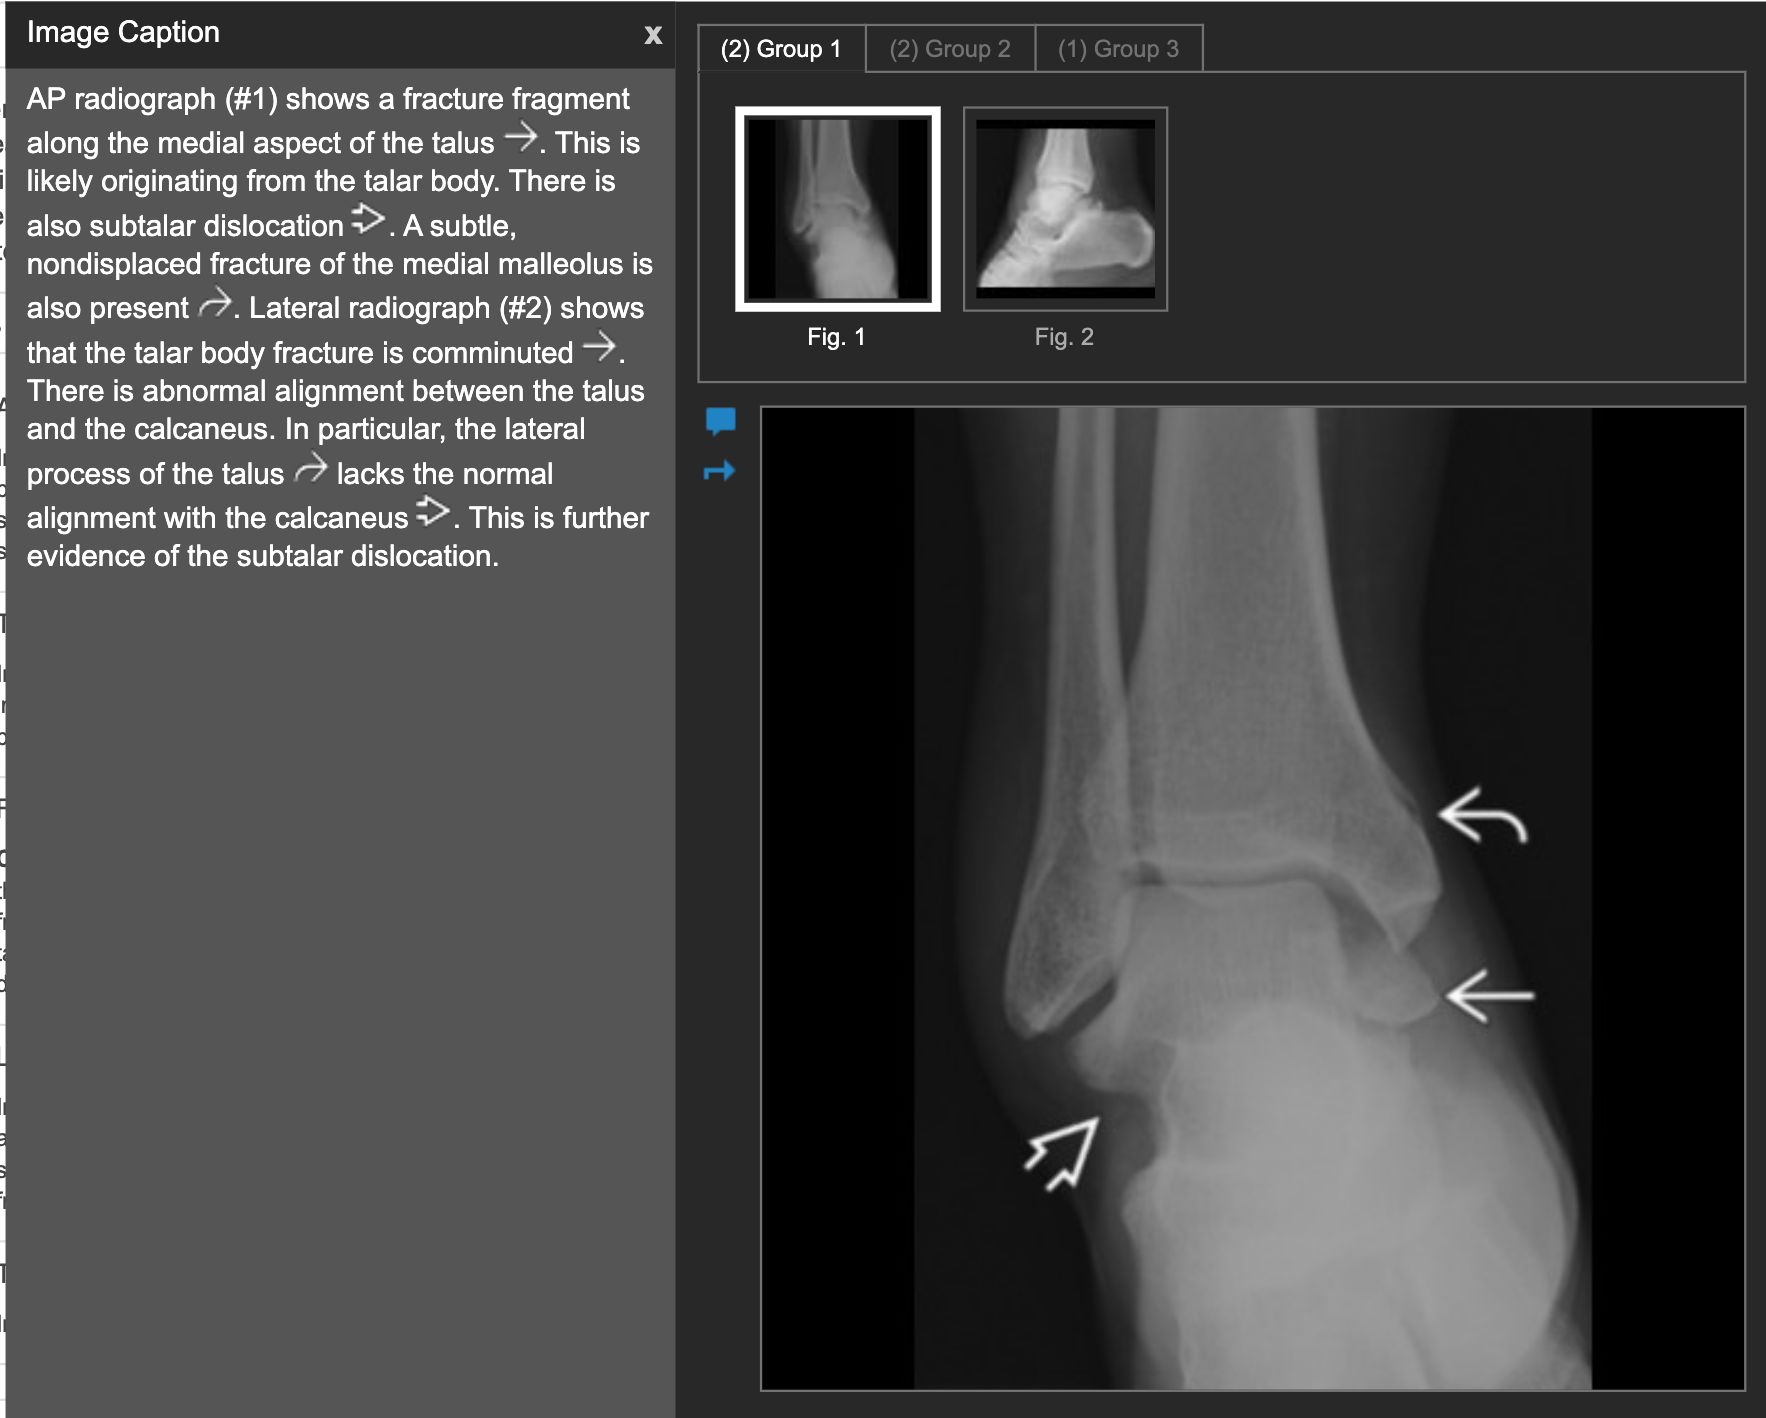 Image Caption
x
AP radiograph (#1) shows a fracture fragment
along the medial aspect of the talus →. This is
likely originating from the talar body. There is
also subtalar dislocation ➩. A subtle,
nondisplaced fracture of the medial malleolus is
also present ↷. Lateral radiograph (#2) shows
that the talar body fracture is comminuted →.
There is abnormal alignment between the talus
and the calcaneus. In particular, the lateral
process of the talus ↷ lacks the normal
alignment with the calcaneus ➩. This is further
evidence of the subtalar dislocation.
(2) Group 1
(2) Group 2
(1) Group 3
Fig. 1
Fig. 2